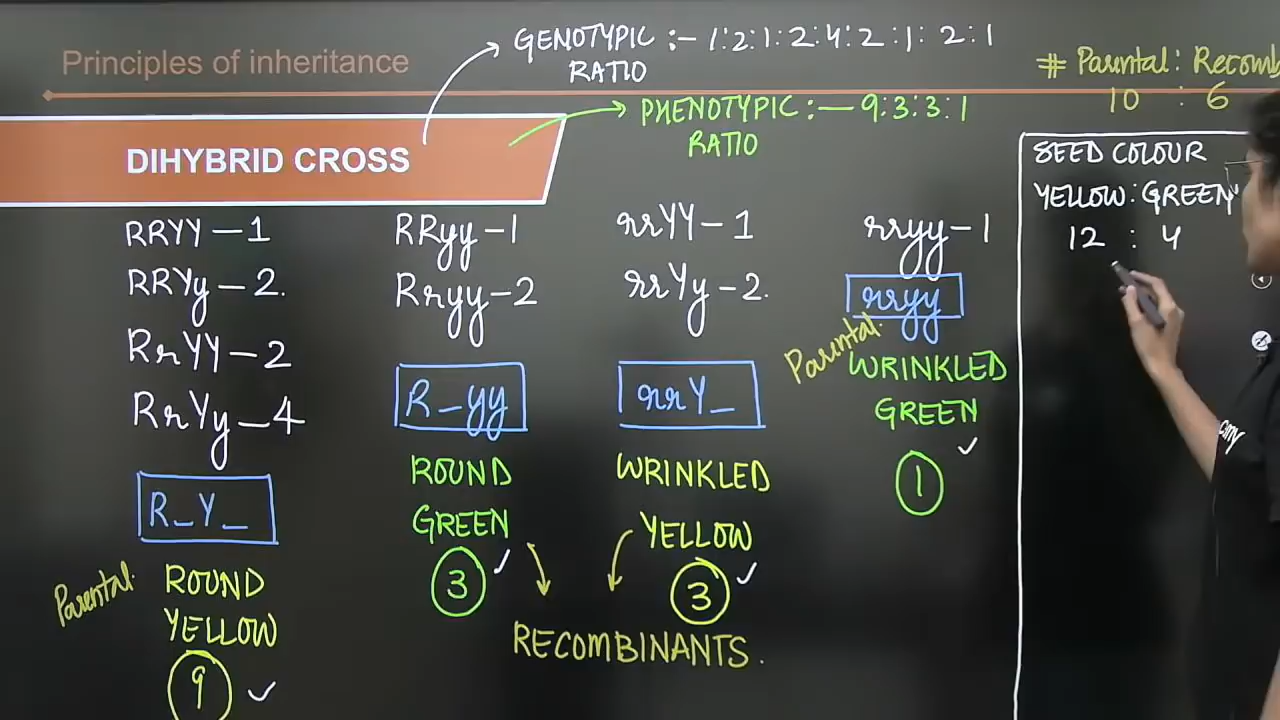 Principles of inheritance
DIHYBRID CROSS
GENOTYPIC :- 1:2:1:2:4:2:1:2:1
RATIO
PHENOTYPIC :- 9:3:3:1
RATIO
# Parental : Recomb
10 : 6
RRYY - 1
RRYy - 2.
RrYY - 2
RrYy - 4
R_Y_
Parental.
ROUND
YELLOW
9
RRyy - 1
Rryy - 2
R_yy
ROUND
GREEN
3
rrYY - 1
rrYy - 2.
rrY_
WRINKLED
YELLOW
3
RECOMBINANTS.
rryy - 1
rryy
Parental.
WRINKLED
GREEN
1
SEED COLOUR
YELLOW : GREEN
12 : 4